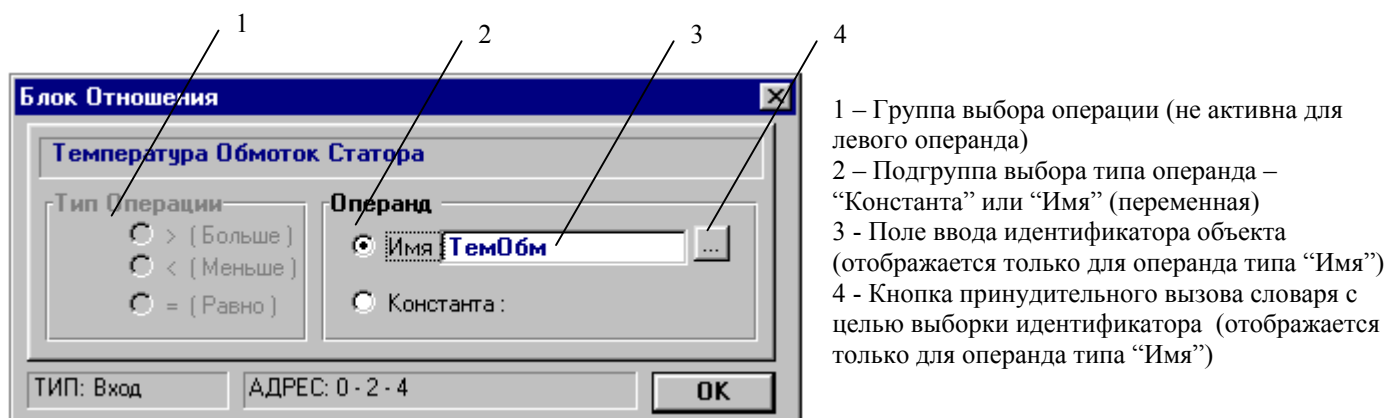 1
2
3
4
Блок Отношения
Температура Обмоток Статора
Тип Операции
> ( Больше )
< ( Меньше )
= ( Равно )
Операнд
Имя ТемОбм ...
Константа :
ТИП: Вход
АДРЕС: 0 - 2 - 4
OK
1 – Группа выбора операции (не активна для
левого операнда)
2 – Подгруппа выбора типа операнда –
“Константа” или “Имя” (переменная)
3 - Поле ввода идентификатора объекта
(отображается только для операнда типа “Имя”)
4 - Кнопка принудительного вызова словаря с
целью выборки идентификатора (отображается
только для операнда типа “Имя”)